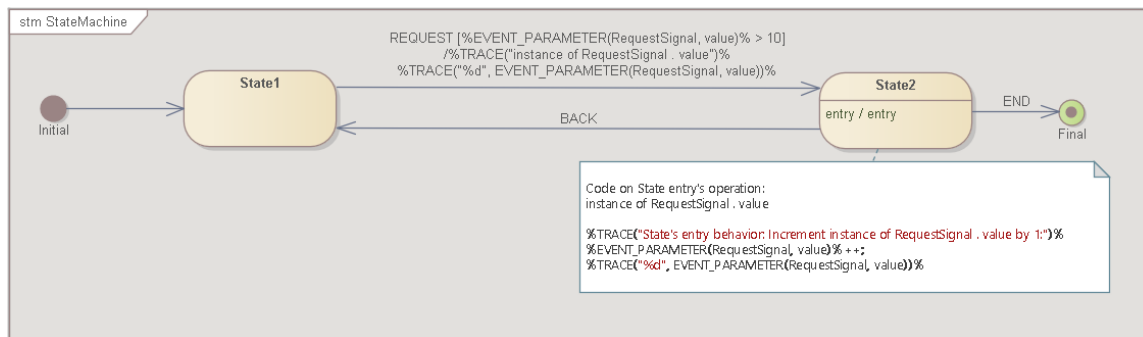 stm StateMachine
REQUEST [%EVENT_PARAMETER(RequestSignal, value)% > 10]
/%TRACE("instance of RequestSignal . value")%
%TRACE("%d", EVENT_PARAMETER(RequestSignal, value))%
State1
State2
entry / entry
Initial
BACK
END
Final
Code on State entry's operation:
instance of RequestSignal . value
%TRACE("State's entry behavior: Increment instance of RequestSignal . value by 1:")%
%EVENT_PARAMETER(RequestSignal, value)% ++;
%TRACE("%d", EVENT_PARAMETER(RequestSignal, value))%